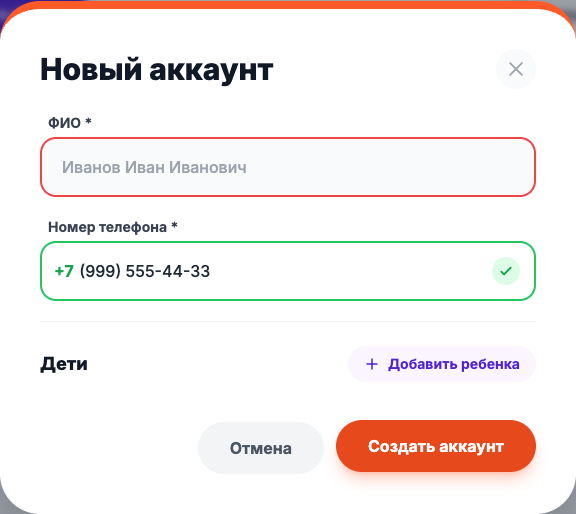 Новый аккаунт
ФИО *
Иванов Иван Иванович
Номер телефона *
+7 (999) 555-44-33
Дети
+ Добавить ребенка
Отмена
Создать аккаунт